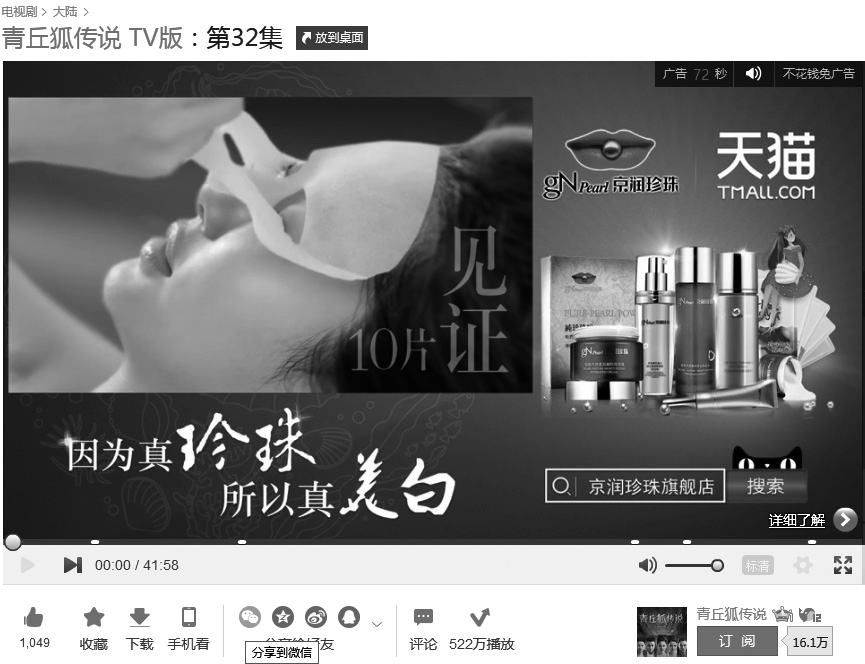 电视剧 > 大陆 >
青丘狐传说 TV版：第32集 放到桌面
广告 72 秒 不花钱免广告
gN Pearl 京润珍珠
天猫
TMALL.COM
见证
10片
因为真珍珠
所以真美白
京润珍珠旗舰店 搜索
详细了解
00:00 / 41:58
标清
1,049 收藏 下载 手机看
分享到微信
评论 522万播放
青丘狐传说
订 阅 16.1万